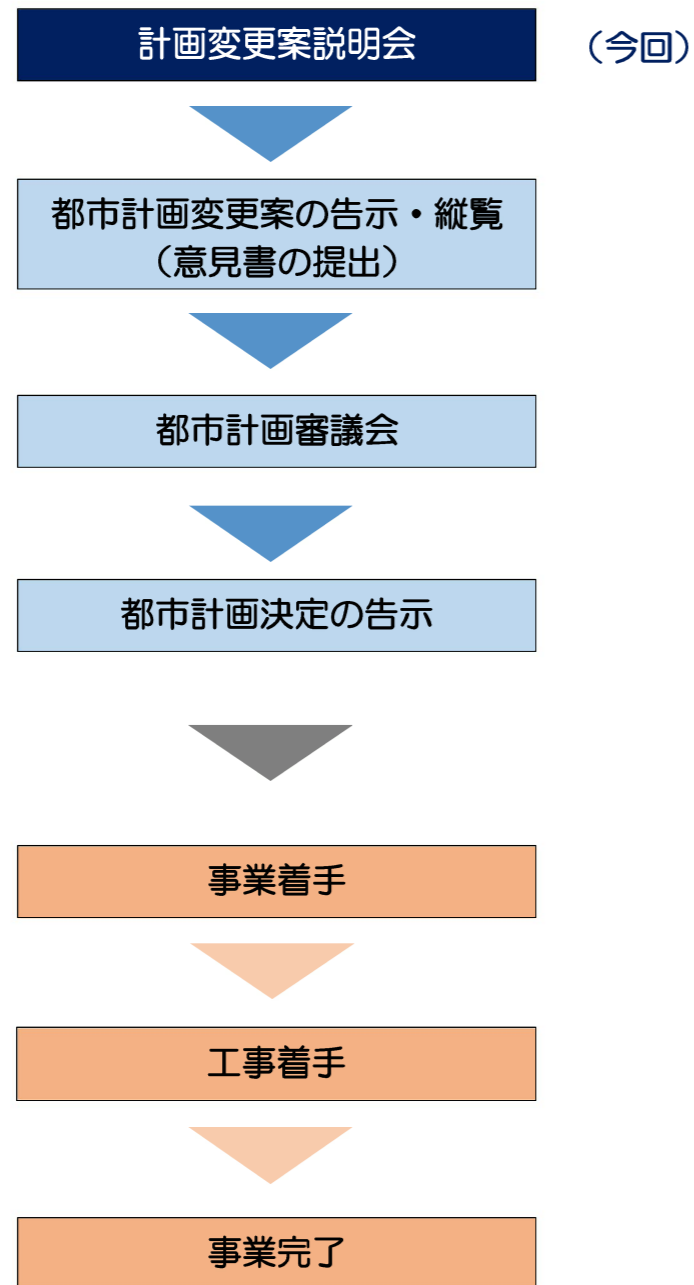 計画変更案説明会 （今回）
都市計画変更案の告示・縦覧
（意見書の提出）
都市計画審議会
都市計画決定の告示
事業着手
工事着手
事業完了